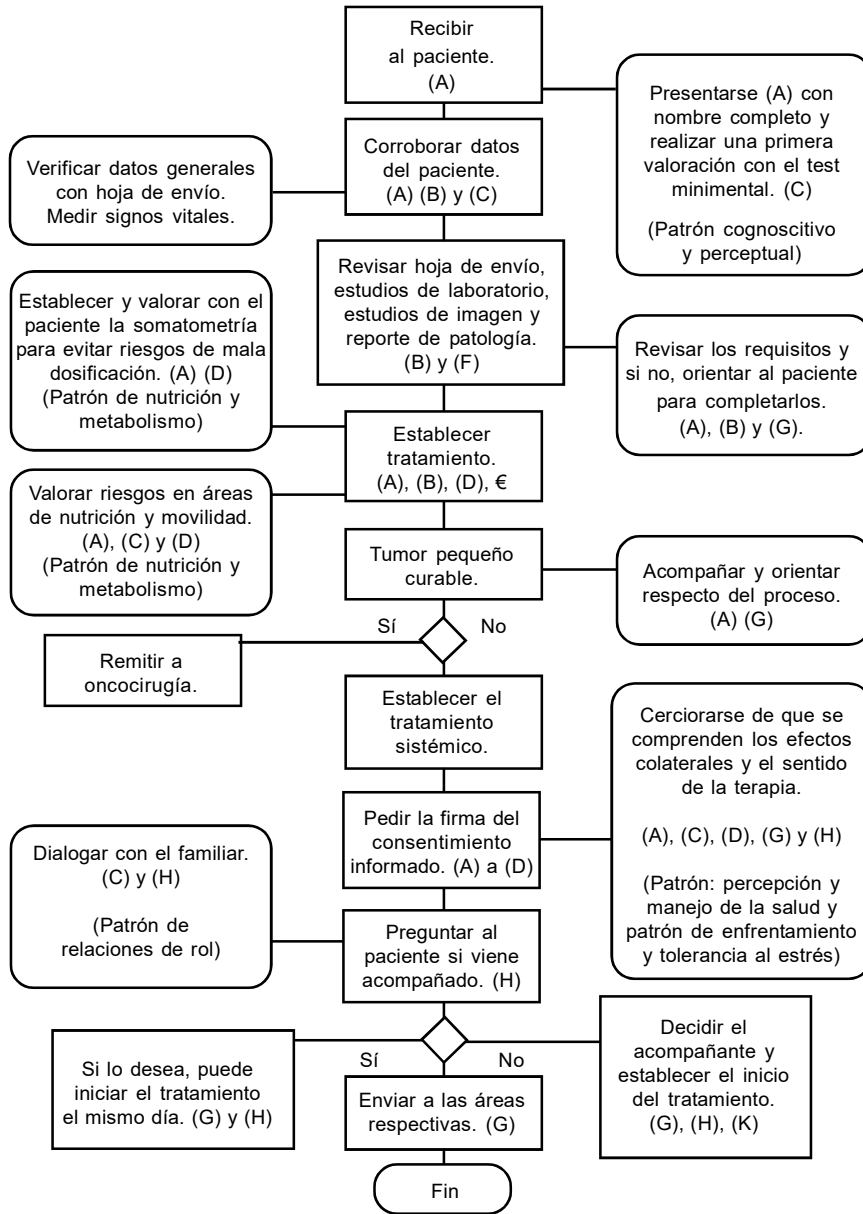 Recibir
al paciente.
(A)
Presentarse (A) con
nombre completo y
realizar una primera
valoración con el test
minimental. (C)
(Patrón cognoscitivo
y perceptual)
Corroborar datos
del paciente.
(A) (B) y (C)
Verificar datos generales
con hoja de envío.
Medir signos vitales.
Revisar hoja de envío,
estudios de laboratorio,
estudios de imagen y
reporte de patología.
(B) y (F)
Establecer y valorar con el
paciente la somatometría
para evitar riesgos de mala
dosificación. (A) (D)
(Patrón de nutrición y
metabolismo)
Revisar los requisitos y
si no, orientar al paciente
para completarlos.
(A), (B) y (G).
Establecer
tratamiento.
(A), (B), (D), €
Valorar riesgos en áreas
de nutrición y movilidad.
(A), (C) y (D)
(Patrón de nutrición y
metabolismo)
Tumor pequeño
curable.
Acompañar y orientar
respecto del proceso.
(A) (G)
Sí No
Remitir a
oncocirugía.
Establecer el
tratamiento
sistémico.
Cerciorarse de que se
comprenden los efectos
colaterales y el sentido
de la terapia.
(A), (C), (D), (G) y (H)
(Patrón: percepción y
manejo de la salud y
patrón de enfrentamiento
y tolerancia al estrés)
Pedir la firma del
consentimiento
informado. (A) a (D)
Dialogar con el familiar.
(C) y (H)
(Patrón de
relaciones de rol)
Preguntar al
paciente si viene
acompañado. (H)
Sí No
Si lo desea, puede
iniciar el tratamiento
el mismo día. (G) y (H)
Decidir el
acompañante y
establecer el inicio
del tratamiento.
(G), (H), (K)
Enviar a las áreas
respectivas. (G)
Fin